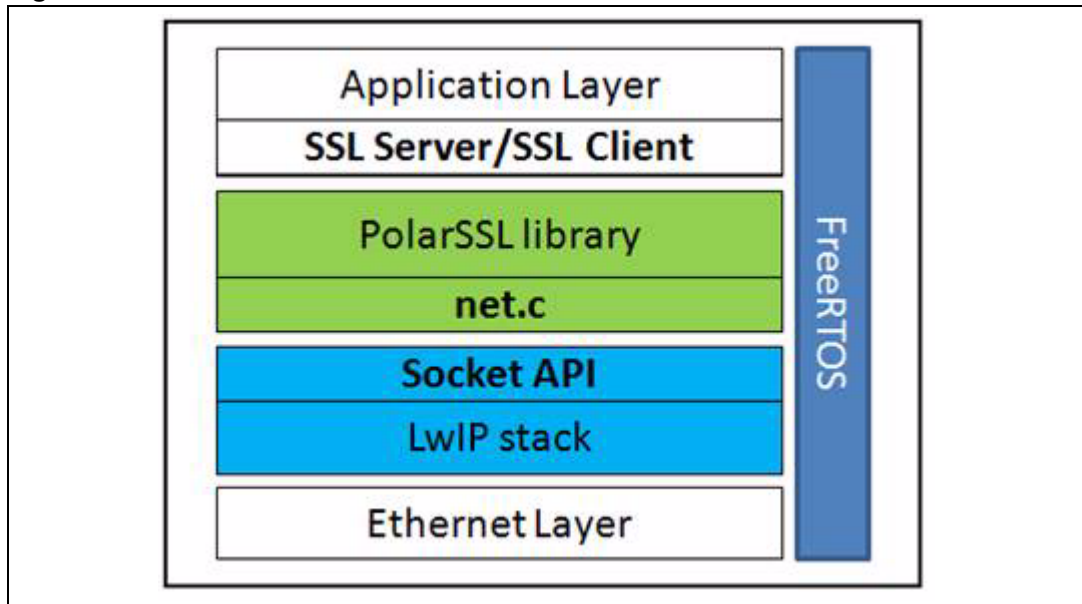 Application Layer
SSL Server/SSL Client
PolarSSL library
net.c
Socket API
LwIP stack
Ethernet Layer
FreeRTOS